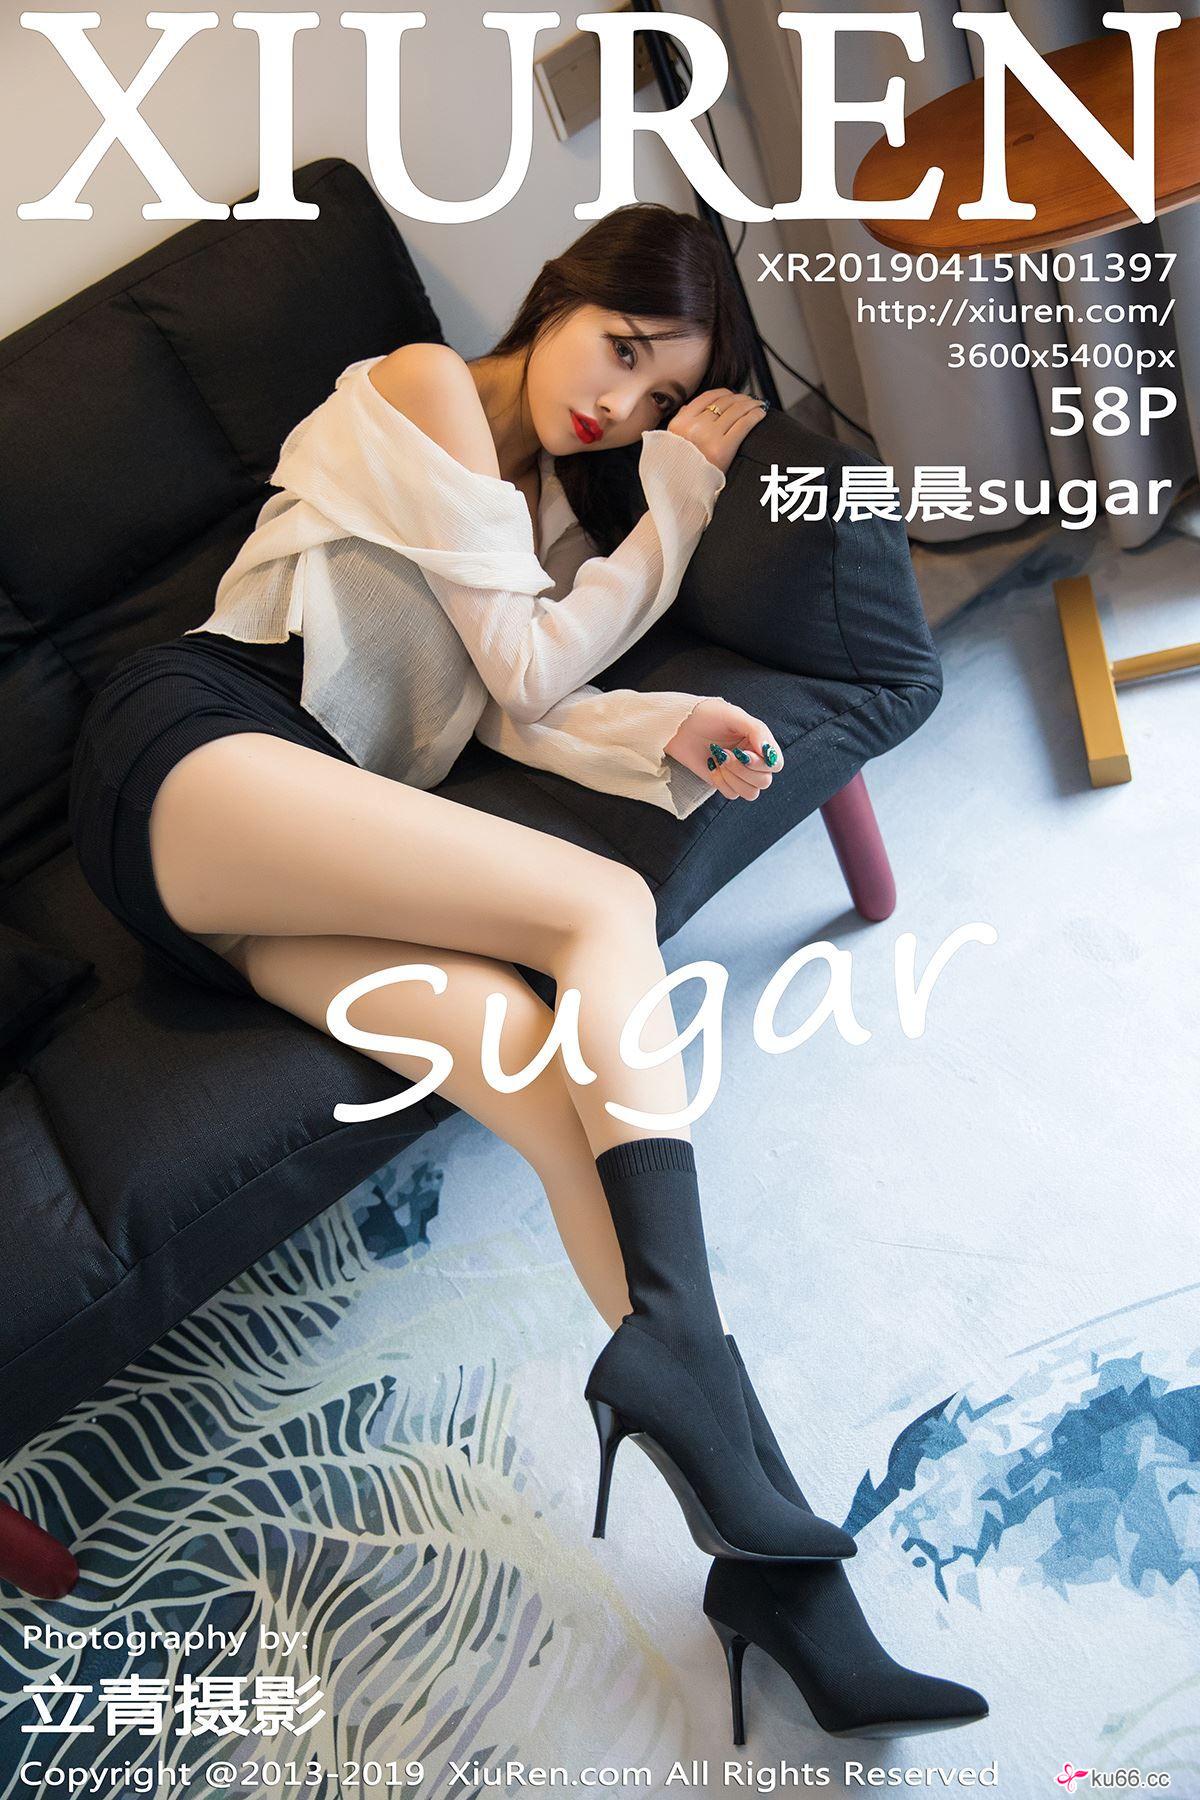 XIUREN
XR20190415N01397
http://xiuren.com/
3600x5400px
58P
杨晨晨sugar
sugar
Photography by:
立青摄影
Copyright @2013-2019 XiuRen.com All Rights Reserved
ku66.cc